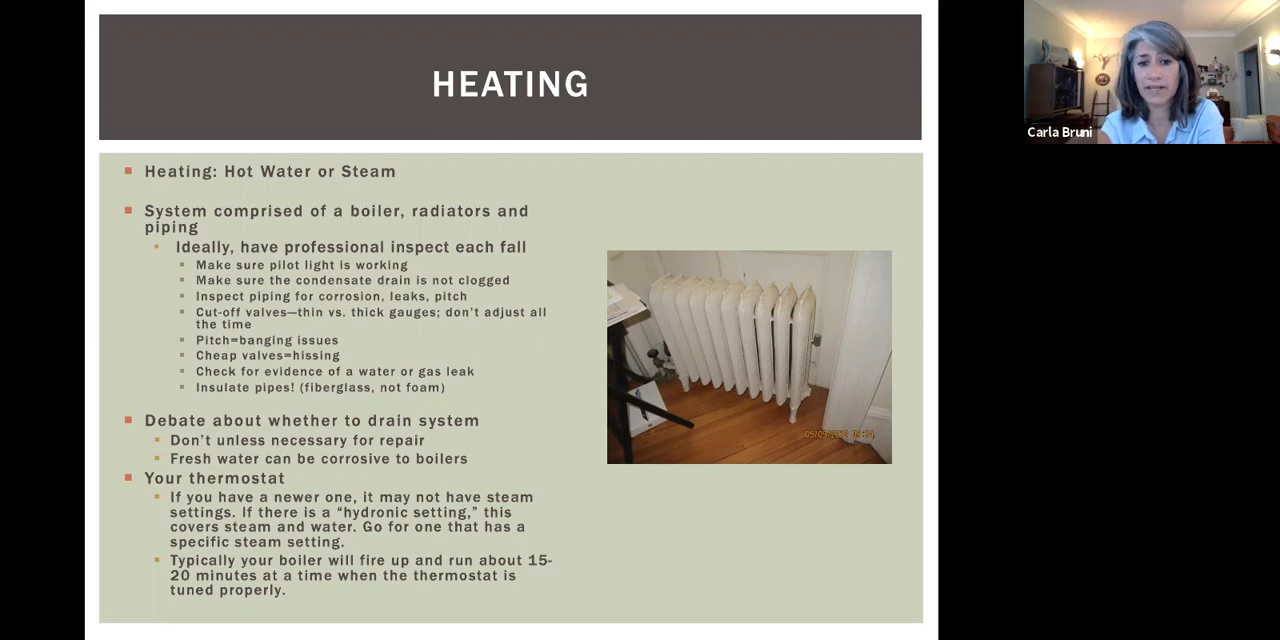 HEATING
Carla Bruni
Heating: Hot Water or Steam
System comprised of a boiler, radiators and
piping
Ideally, have professional inspect each fall
Make sure pilot light is working
Make sure the condensate drain is not clogged
Inspect piping for corrosion, leaks, pitch
Cut-off valves—thin vs. thick gauges; don't adjust all
the time
Pitch=banging issues
Cheap valves=hissing
Check for evidence of a water or gas leak
Insulate pipes! (fiberglass, not foam)
Debate about whether to drain system
Don't unless necessary for repair
Fresh water can be corrosive to boilers
Your thermostat
If you have a newer one, it may not have steam
settings. If there is a “hydronic setting,” this
covers steam and water. Go for one that has a
specific steam setting.
Typically your boiler will fire up and run about 15-
20 minutes at a time when the thermostat is
tuned properly.